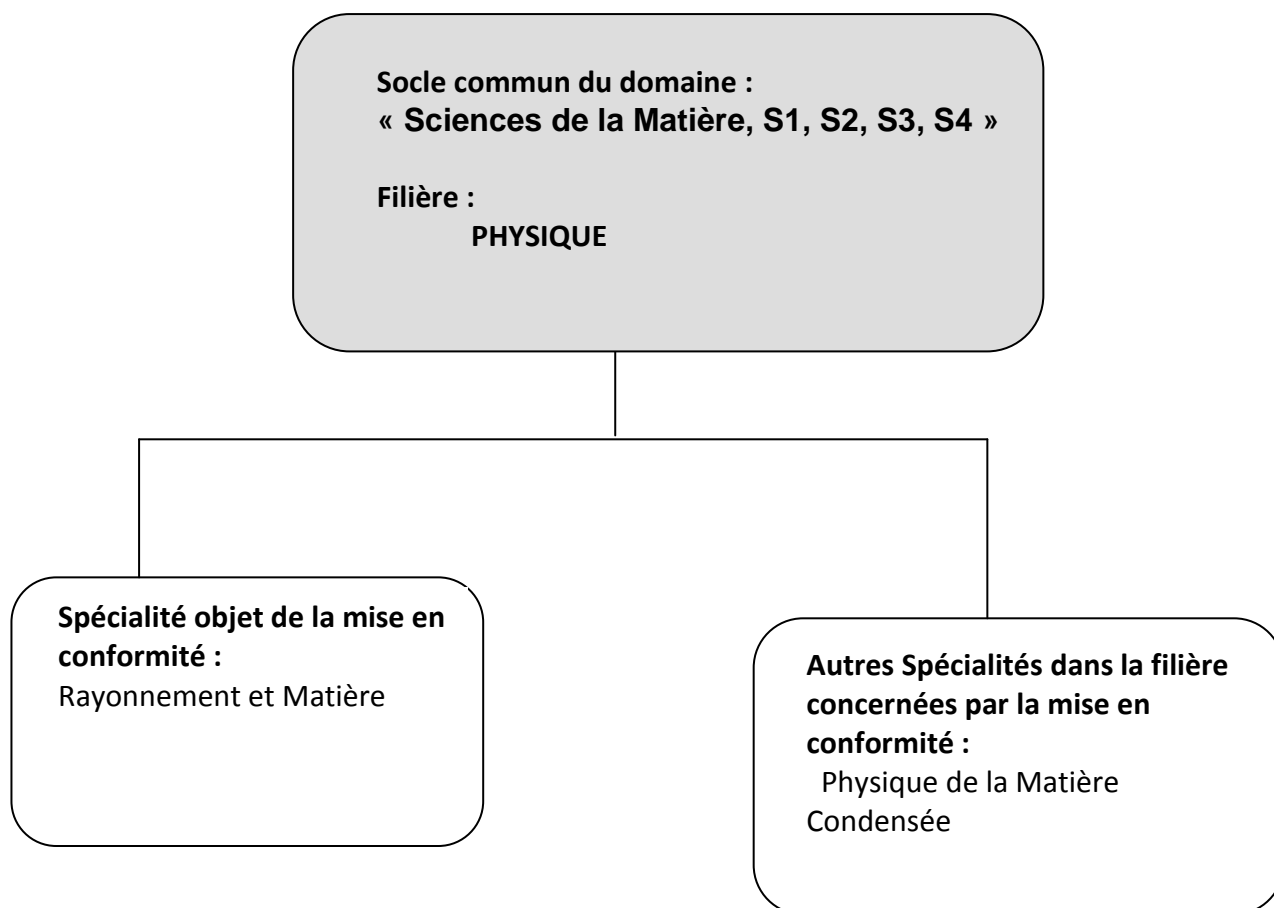 Socle commun du domaine :
« Sciences de la Matière, S1, S2, S3, S4 »
Filière :
PHYSIQUE
Spécialité objet de la mise en
conformité :
Rayonnement et Matière
Autres Spécialités dans la filière
concernées par la mise en
conformité :
Physique de la Matière
Condensée